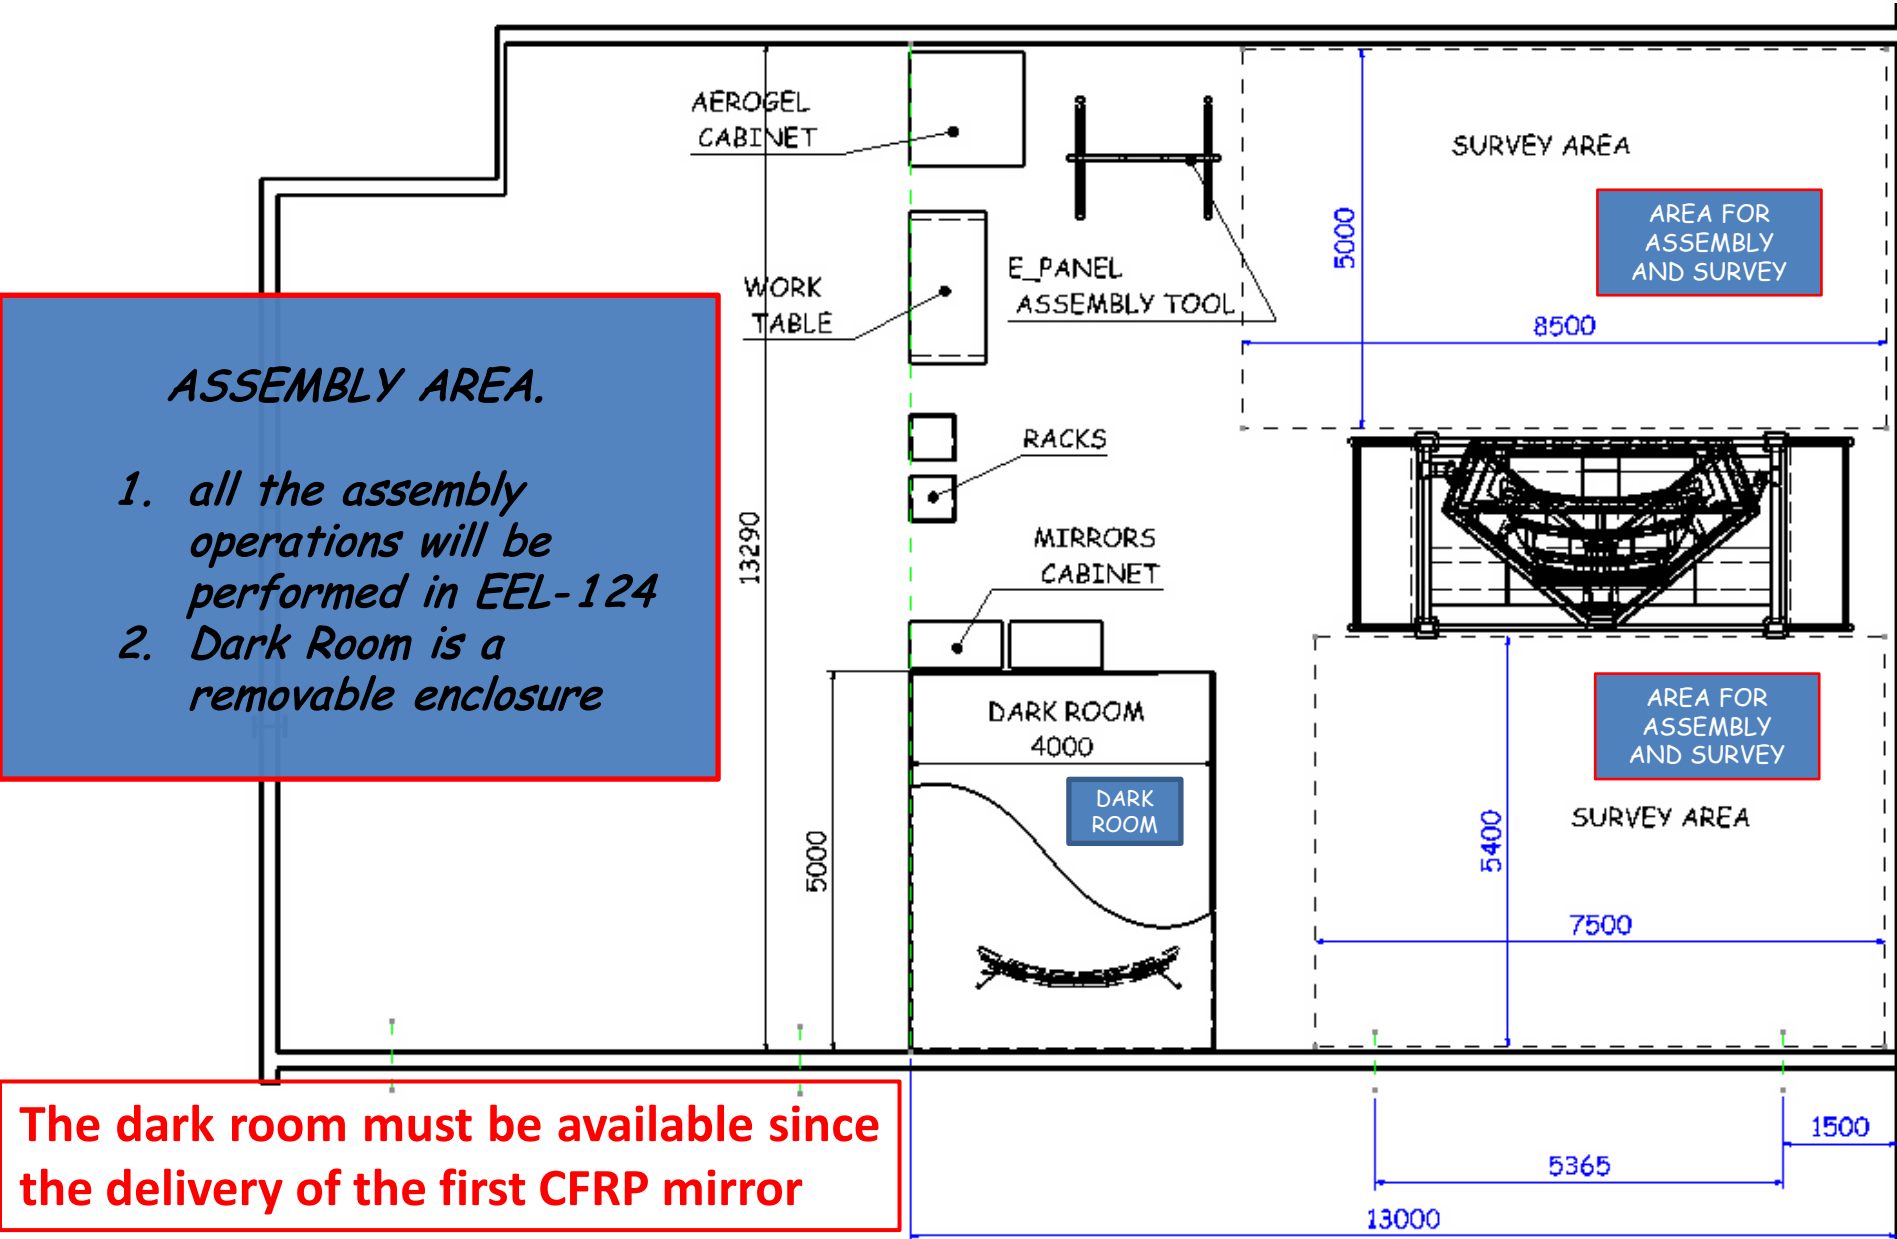 AEROGEL
CABINET
SURVEY AREA
AREA FOR
ASSEMBLY
AND SURVEY
5000
8500
WORK
TABLE
E_PANEL
ASSEMBLY TOOL
ASSEMBLY AREA.
1. all the assembly
operations will be
performed in EEL-124
2. Dark Room is a
removable enclosure
RACKS
13290
MIRRORS
CABINET
DARK ROOM
4000
DARK
ROOM
5000
AREA FOR
ASSEMBLY
AND SURVEY
SURVEY AREA
5400
7500
The dark room must be available since
the delivery of the first CFRP mirror
1500
5365
13000